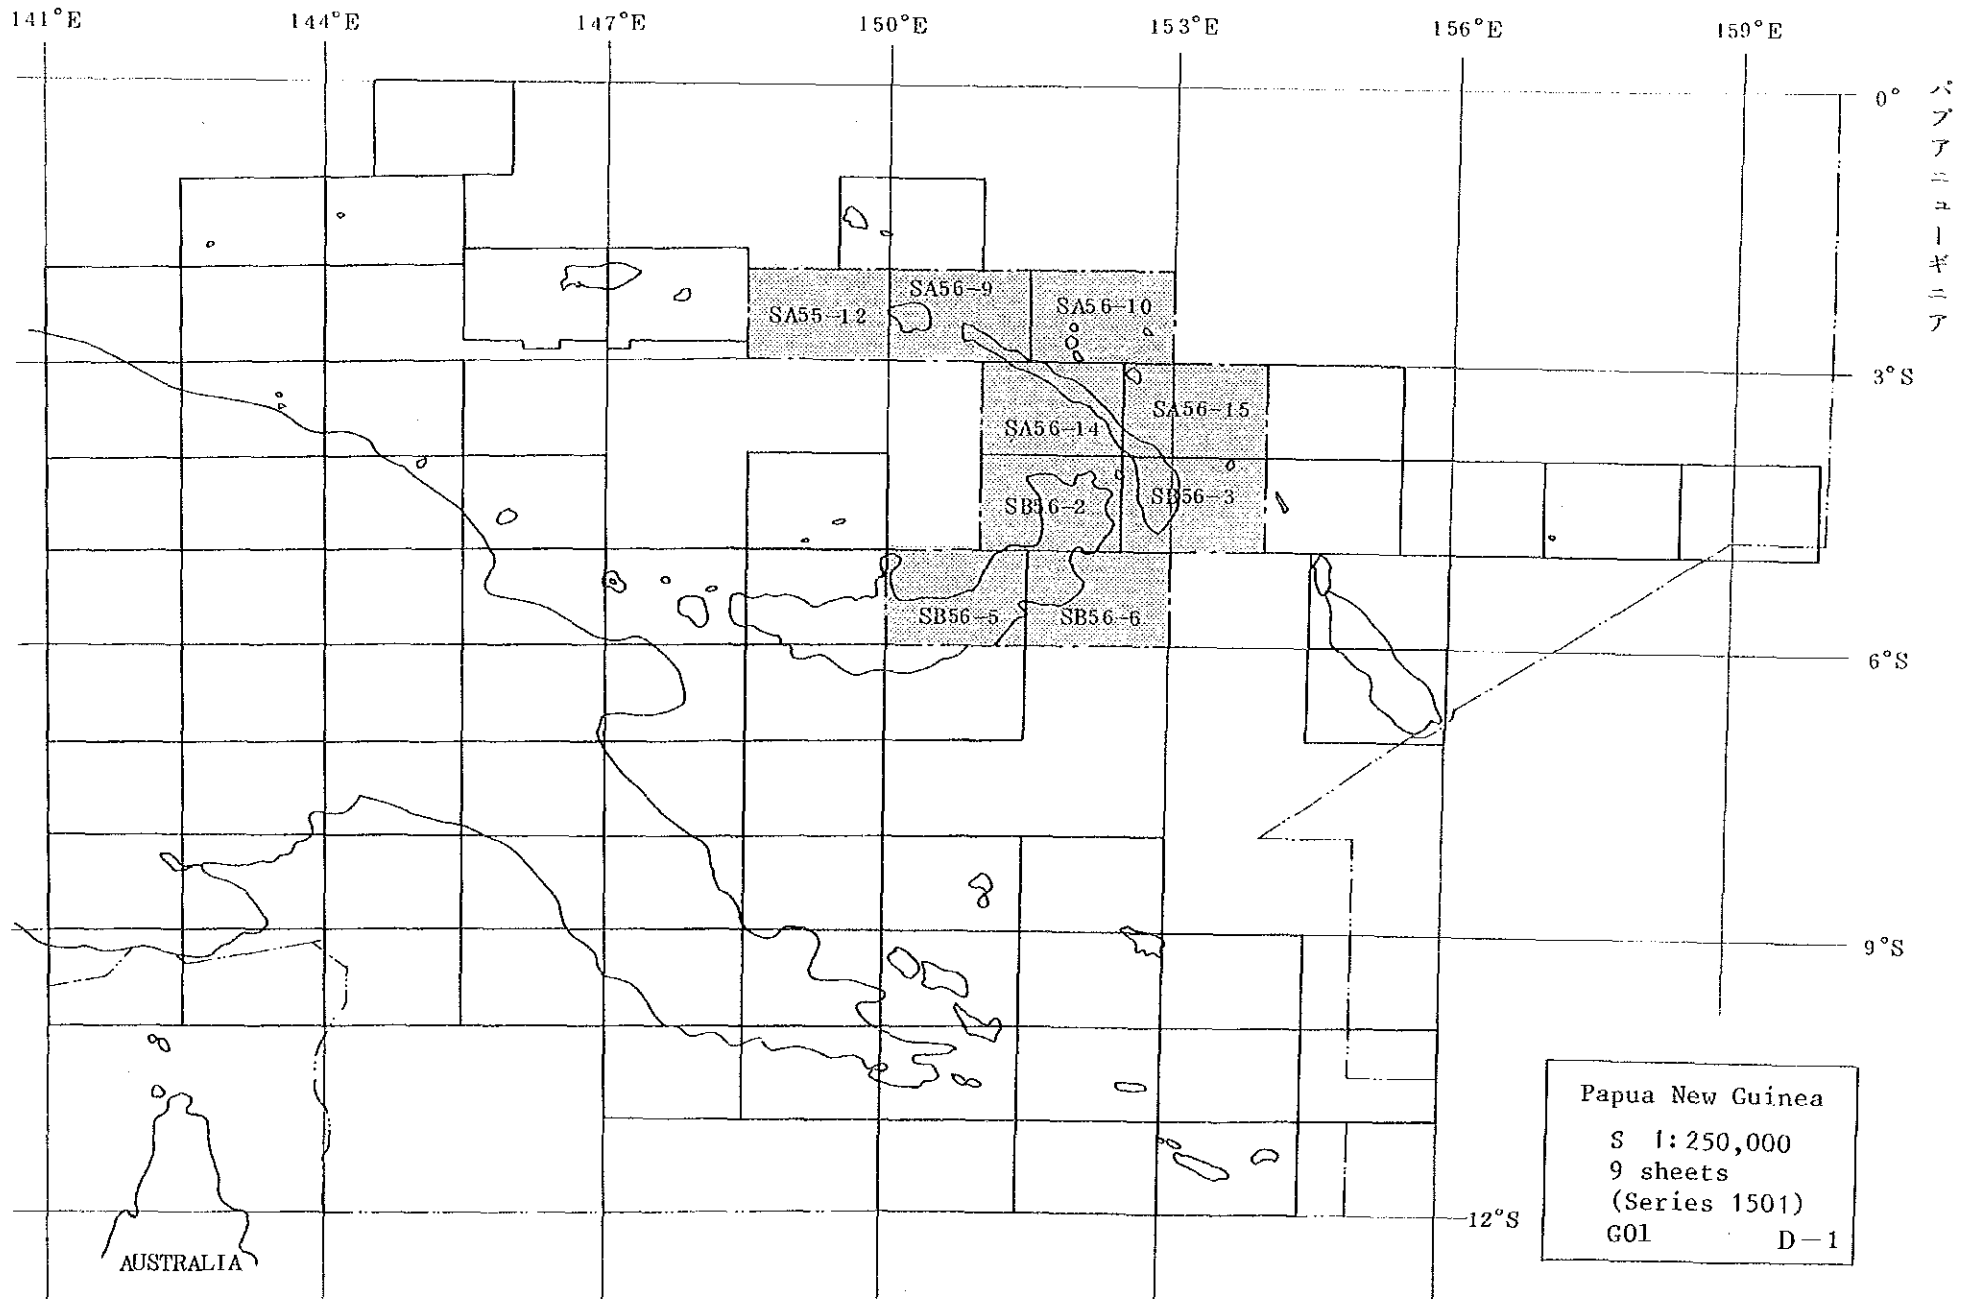 141°E 144°E 147°E 150°E 153°E 156°E 159°E
0°
パプアニューギニア
SA55-12
SA56-9
SA56-10
3°S
SA56-14
SA56-15
SB56-2
SB56-3
SB56-5
SB56-6
6°S
9°S
12°S
AUSTRALIA
Papua New Guinea
S 1:250,000
9 sheets
(Series 1501)
G01 D-1